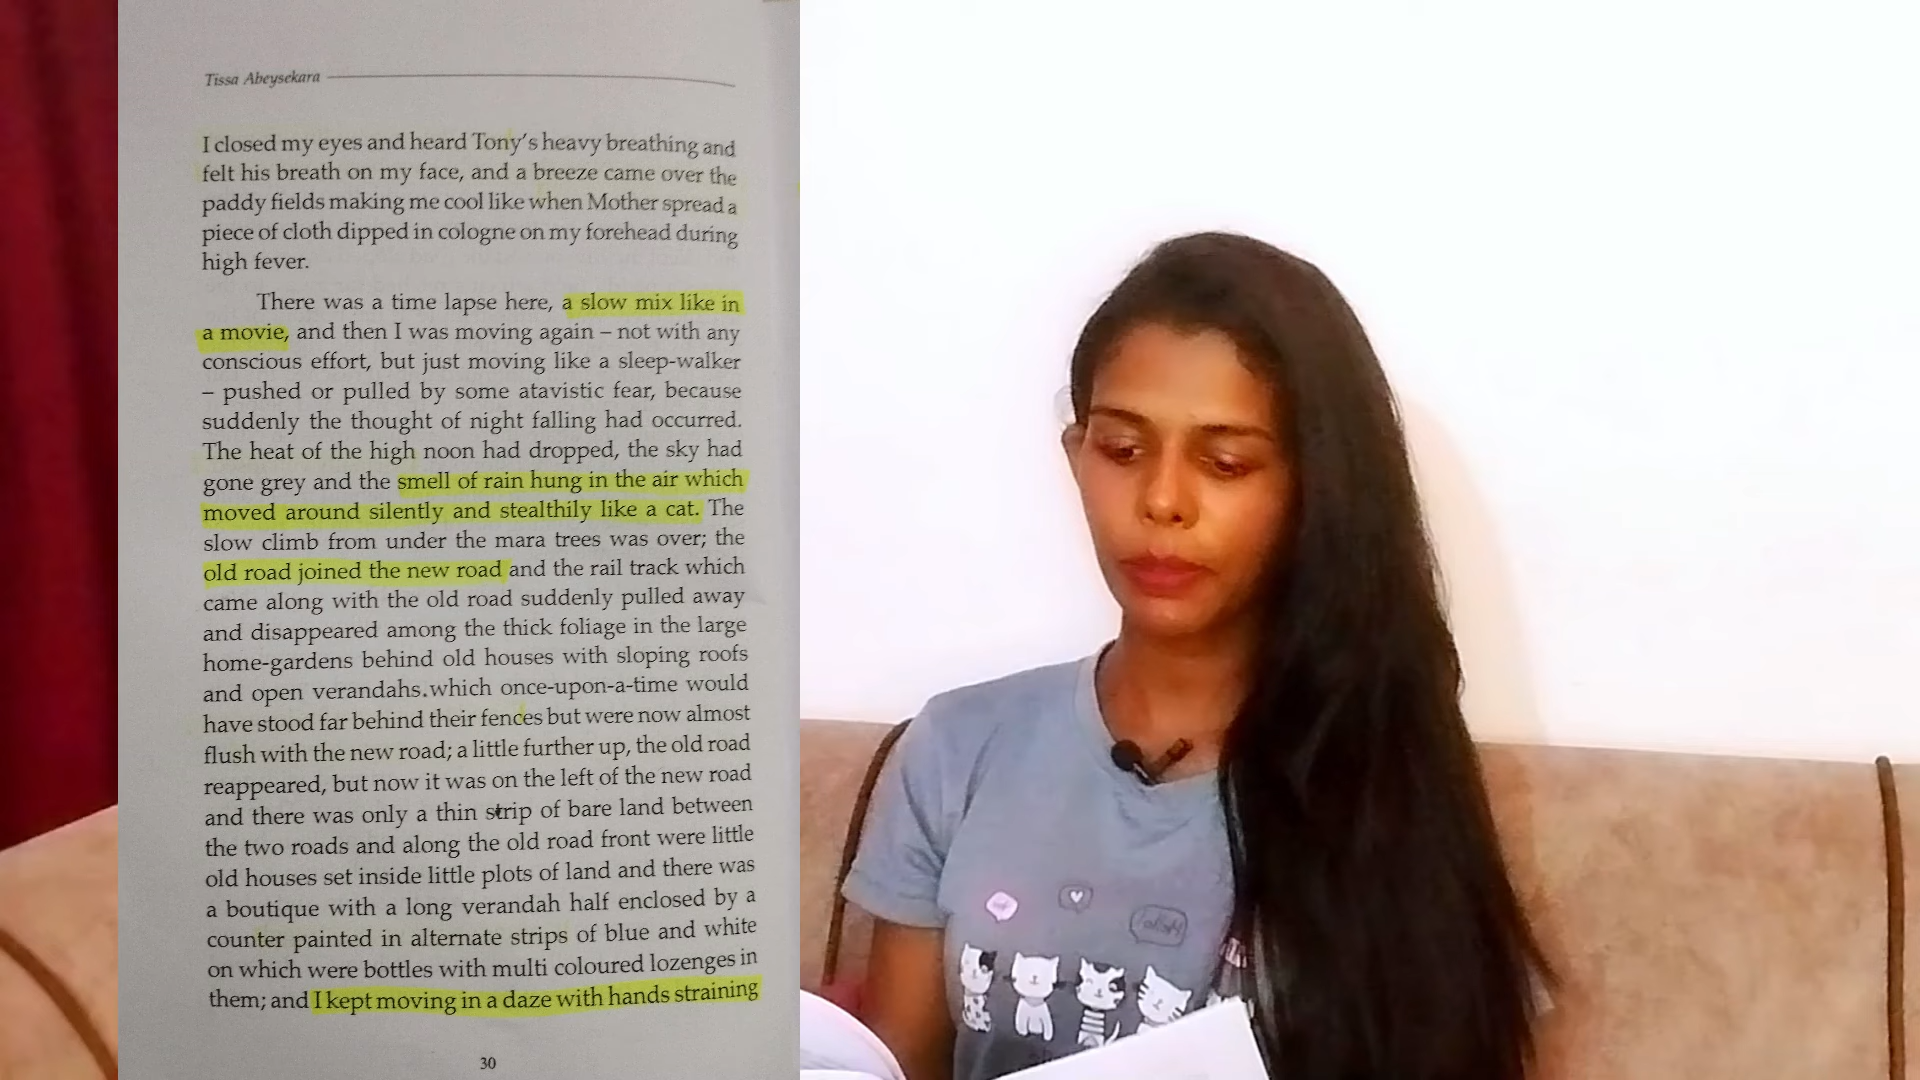 Tissa Abeysekara
I closed my eyes and heard Tony's heavy breathing and
felt his breath on my face, and a breeze came over the
paddy fields making me cool like when Mother spread a
piece of cloth dipped in cologne on my forehead during
high fever.
There was a time lapse here, a slow mix like in
a movie, and then I was moving again – not with any
conscious effort, but just moving like a sleep-walker
– pushed or pulled by some atavistic fear, because
suddenly the thought of night falling had occurred.
The heat of the high noon had dropped, the sky had
gone grey and the smell of rain hung in the air which
moved around silently and stealthily like a cat. The
slow climb from under the mara trees was over; the
old road joined the new road and the rail track which
came along with the old road suddenly pulled away
and disappeared among the thick foliage in the large
home-gardens behind old houses with sloping roofs
and open verandahs.which once-upon-a-time would
have stood far behind their fences but were now almost
flush with the new road; a little further up, the old road
reappeared, but now it was on the left of the new road
and there was only a thin strip of bare land between
the two roads and along the old road front were little
old houses set inside little plots of land and there was
a boutique with a long verandah half enclosed by a
counter painted in alternate strips of blue and white
on which were bottles with multi coloured lozenges in
them; and I kept moving in a daze with hands straining
30